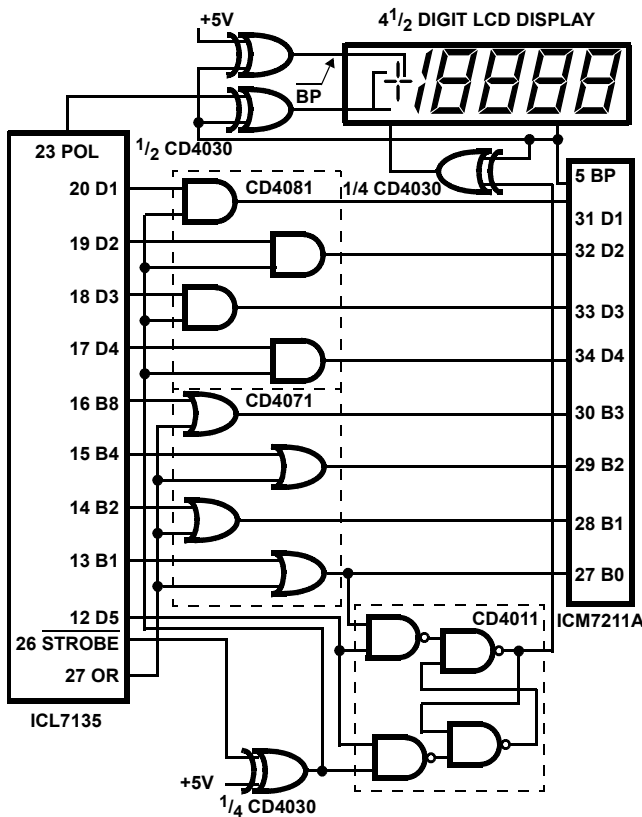 +5V
4 1/2 DIGIT LCD DISPLAY
BP
23 POL
1/2 CD4030
5 BP
20 D1
CD4081
1/4 CD4030
31 D1
19 D2
32 D2
18 D3
33 D3
17 D4
34 D4
CD4071
16 B8
30 B3
15 B4
29 B2
14 B2
28 B1
13 B1
27 B0
12 D5
CD4011
ICM7211A
26 STROBE
27 OR
ICL7135
+5V
1/4 CD4030